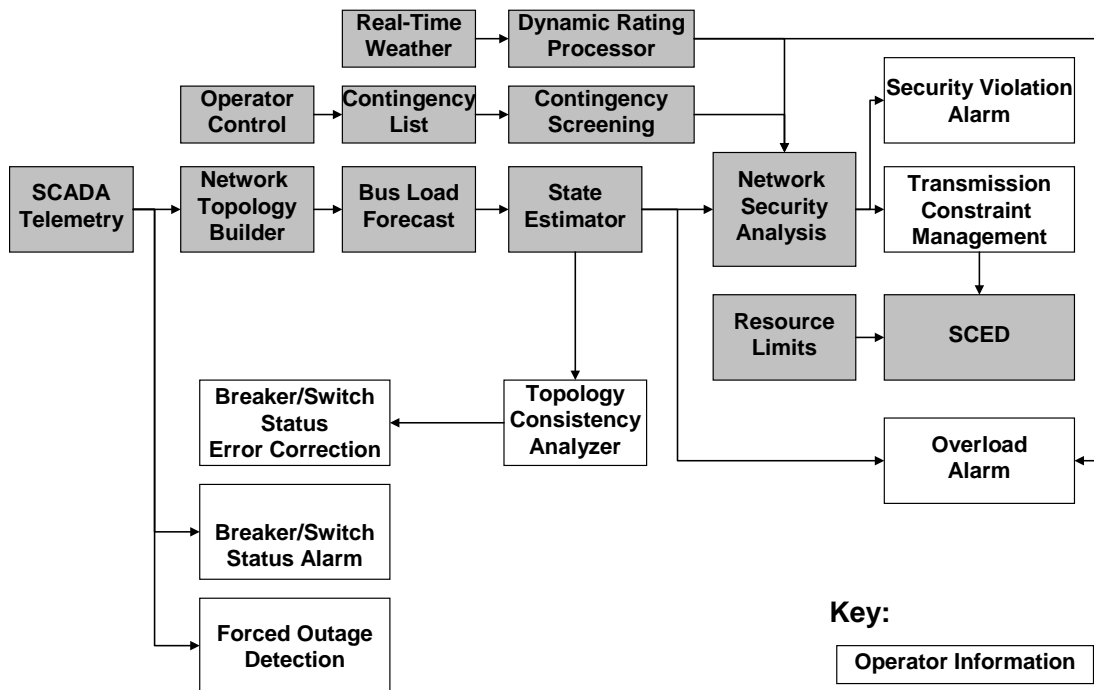 Real-Time
Weather
Dynamic Rating
Processor
Operator
Control
Contingency
List
Contingency
Screening
Security Violation
Alarm
SCADA
Telemetry
Network
Topology
Builder
Bus Load
Forecast
State
Estimator
Network
Security
Analysis
Transmission
Constraint
Management
Resource
Limits
SCED
Breaker/Switch
Status
Error Correction
Topology
Consistency
Analyzer
Overload
Alarm
Breaker/Switch
Status Alarm
Forced Outage
Detection
Key:
Operator Information